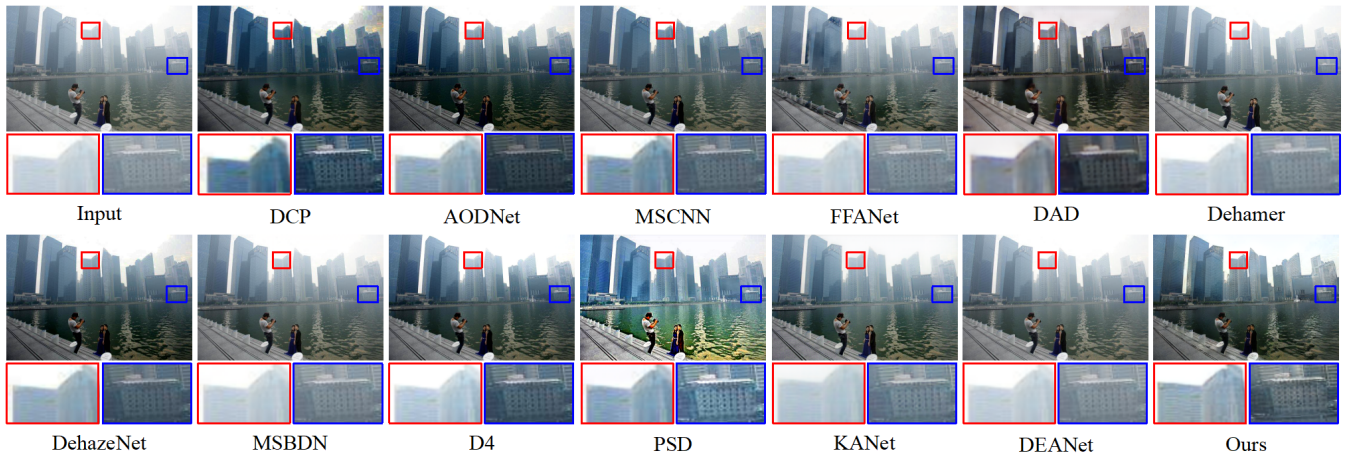 Input DCP AODNet MSCNN FFANet DAD Dehamer
DehazeNet MSBDN D4 PSD KANet DEANet Ours